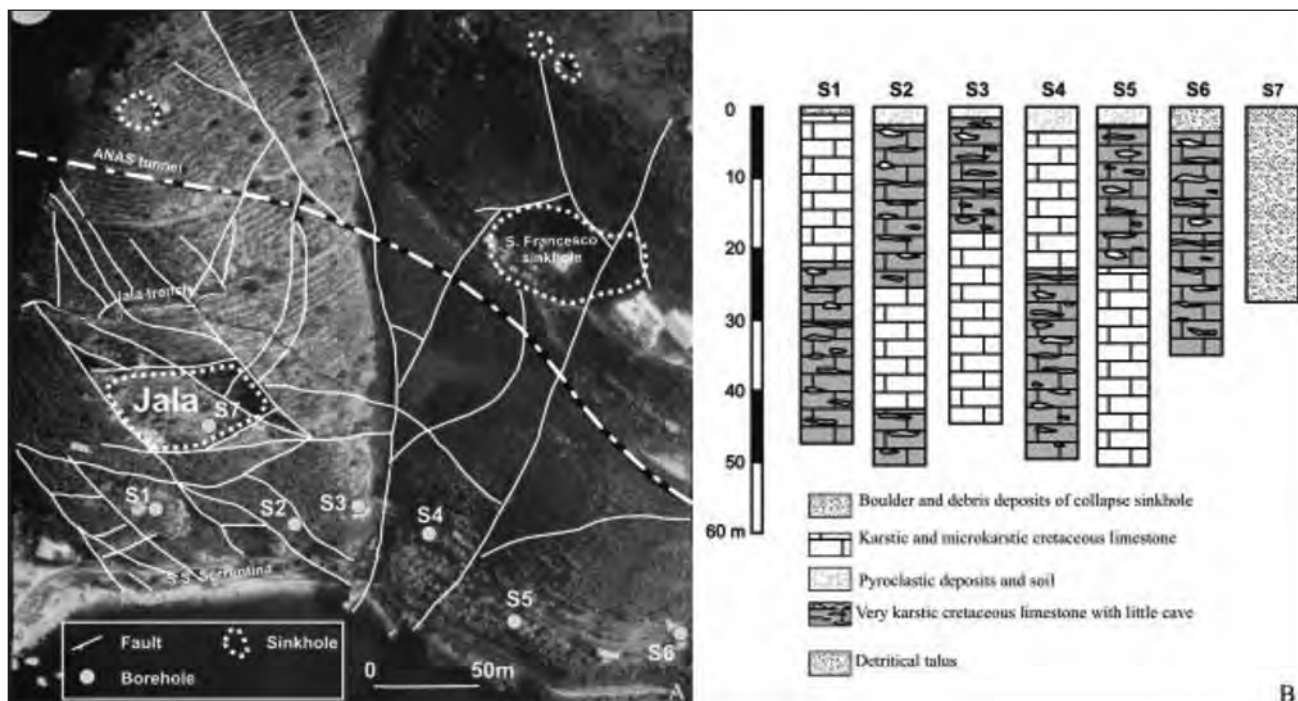 ANAS tunnel
S. Francesco
sinkhole
Jala trench
Jala
S7
S1
S2
S3
S4
S5
S6
S.S. Sorrentina
Fault
Sinkhole
Borehole
0 50m
A
S1 S2 S3 S4 S5 S6 S7
0
10
20
30
40
50
60 m
Boulder and debris deposits of collapse sinkhole
Karstic and microkarstic cretaceous limestone
Pyroclastic deposits and soil
Very karstic cretaceous limestone with little cave
Detritical talus
B